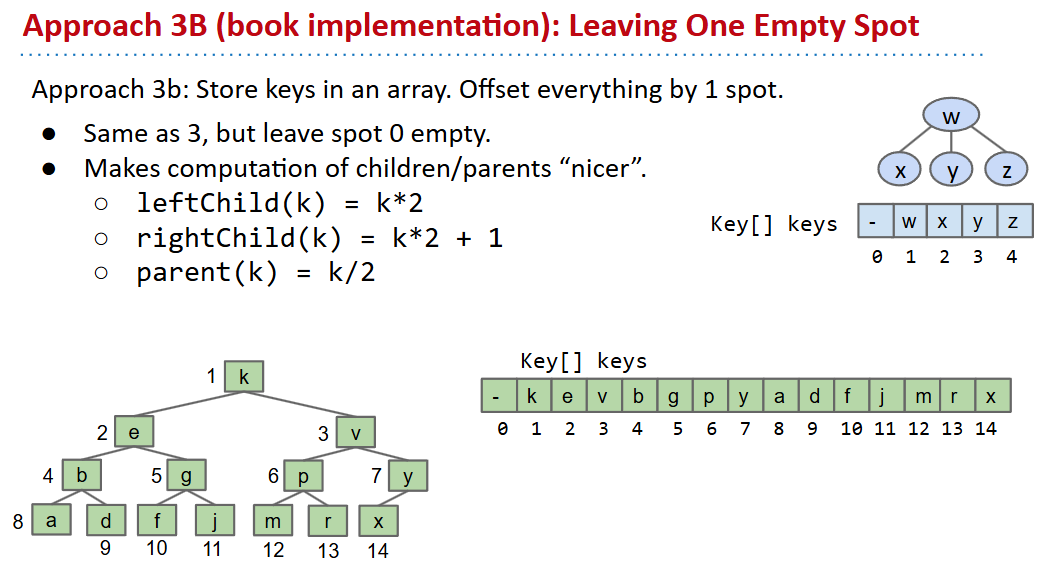 Approach 3B (book implementation): Leaving One Empty Spot
Approach 3b: Store keys in an array. Offset everything by 1 spot.
● Same as 3, but leave spot 0 empty.
● Makes computation of children/parents “nicer”.
○ leftChild(k) = k*2
○ rightChild(k) = k*2 + 1
○ parent(k) = k/2
w
x y z
Key[] keys - w x y z
0 1 2 3 4
1 k
2 e 3 v
4 b 5 g 6 p 7 y
8 a d f j m r x
9 10 11 12 13 14
Key[] keys
- k e v b g p y a d f j m r x
0 1 2 3 4 5 6 7 8 9 10 11 12 13 14